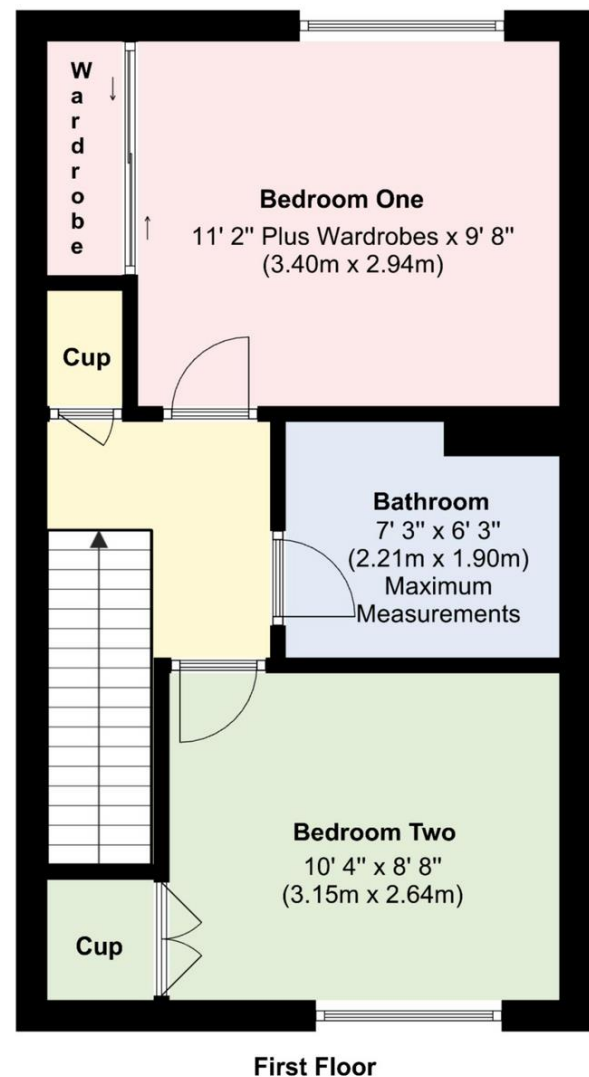 Wardrobe
Bedroom One
11' 2" Plus Wardrobes x 9' 8"
(3.40m x 2.94m)
Cup
Bathroom
7' 3" x 6' 3"
(2.21m x 1.90m)
Maximum
Measurements
Bedroom Two
10' 4" x 8' 8"
(3.15m x 2.64m)
Cup
First Floor